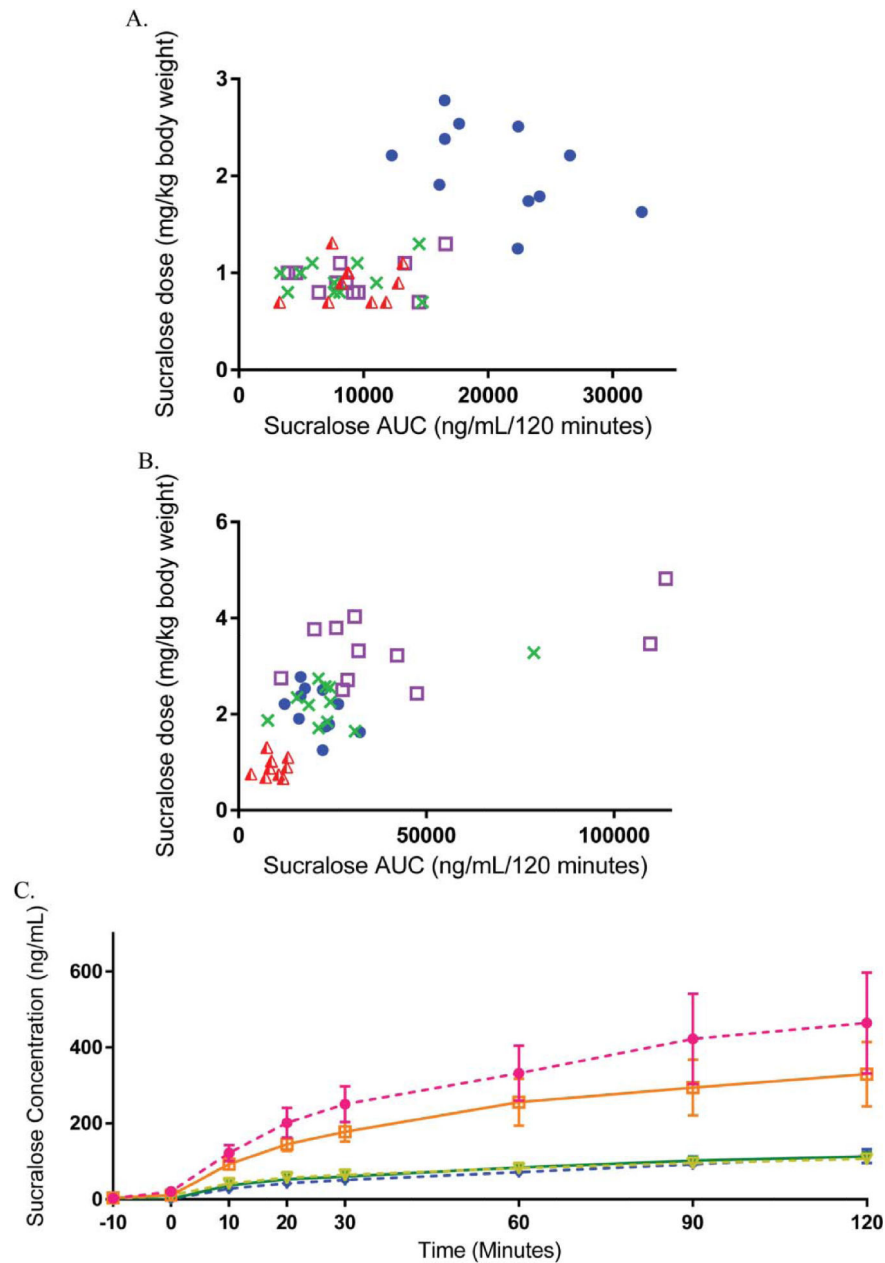 A.
Sucralose dose (mg/kg body weight)
3
2
1
0
0 10000 20000 30000
Sucralose AUC (ng/mL/120 minutes)
B.
Sucralose dose (mg/kg body weight)
6
4
2
0
0 50000 100000
Sucralose AUC (ng/mL/120 minutes)
C.
Sucralose Concentration (ng/mL)
600
400
200
0
-10 0 10 20 30 60 90 120
Time (Minutes)